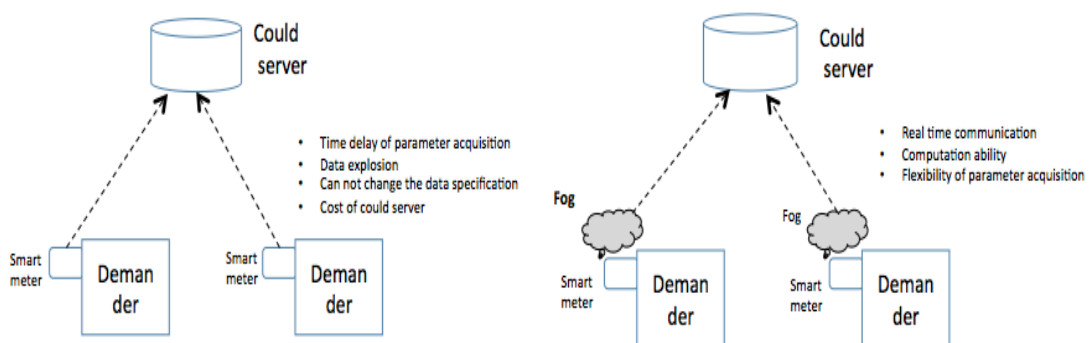 Could
server
• Time delay of parameter acquisition
• Data explosion
• Can not change the data specification
• Cost of could server
Smart
meter
Deman
der
Smart
meter
Deman
der
Could
server
• Real time communication
• Computation ability
• Flexibility of parameter acquisition
Fog
Smart
meter
Deman
der
Fog
Smart
meter
Deman
der